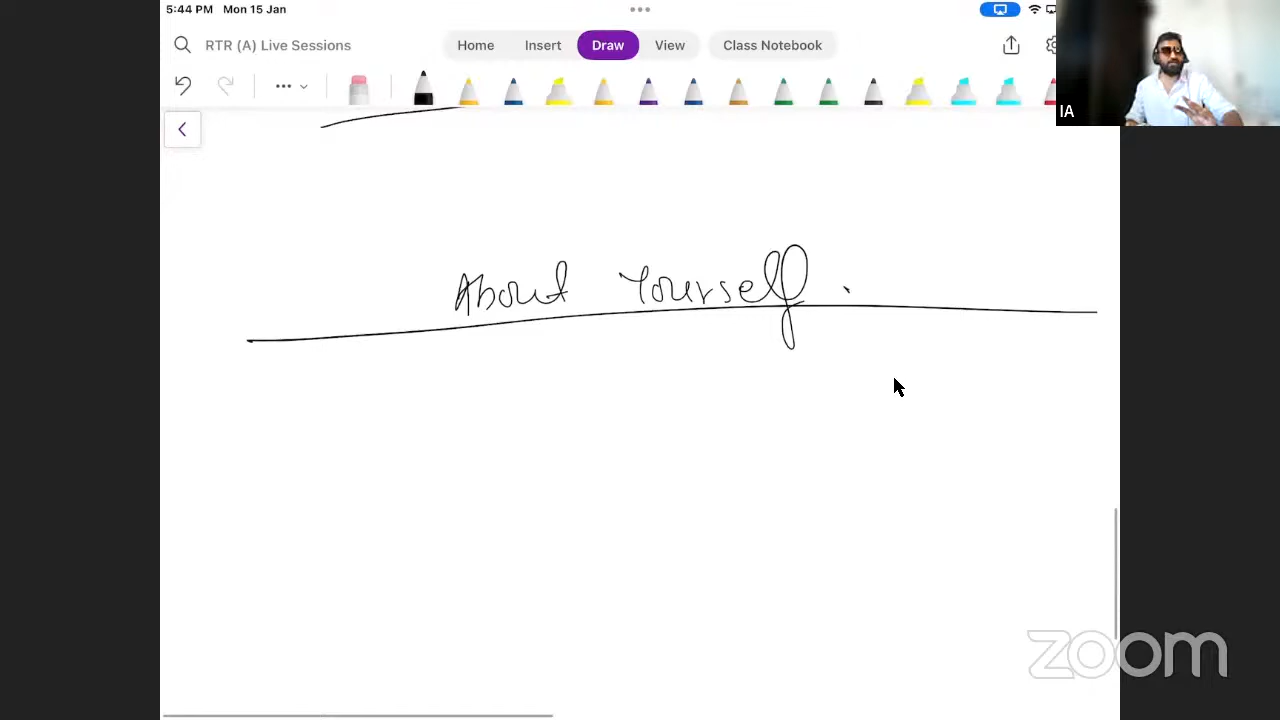 5:44 PM Mon 15 Jan
RTR (A) Live Sessions
Home Insert Draw View Class Notebook
IA
About Yourself.
zoom